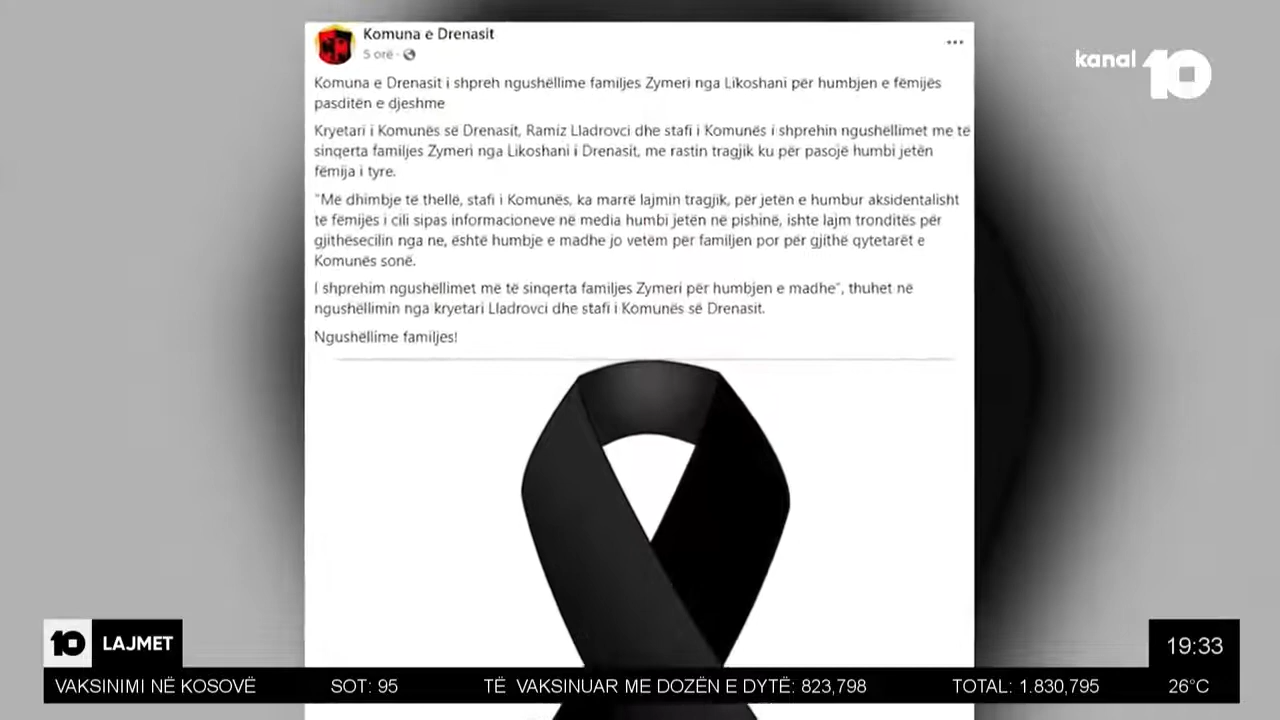 Komuna e Drenasit
5 orë ·
Komuna e Drenasit i shpreh ngushëllime familjes Zymeri nga Likoshani për humbjen e fëmijës
pasditën e djeshme
Kryetari i Komunës së Drenasit, Ramiz Lladrovci dhe stafi i Komunës i shprehin ngushëllimet me të
sinqerta familjes Zymeri nga Likoshani i Drenasit, me rastin tragjik ku për pasojë humbi jetën
fëmija i tyre.
"Me dhimbje të thellë, stafi i Komunës, ka marrë lajmin tragjik, për jetën e humbur aksidentalisht
te fëmijës i cili sipas informacioneve në media humbi jetën në pishinë, ishte lajm tronditës për
gjithësecilin nga ne, është humbje e madhe jo vetëm për familjen por për gjithë qytetarët e
Komunës sonë.
I shprehim ngushëllimet më të sinqerta familjes Zymeri për humbjen e madhe", thuhet në
ngushëllimin nga kryetari Lladrovci dhe stafi i Komunës së Drenasit.
Ngushëllime familjes!
kanal 10
10 LAJMET
19:33
VAKSINIMI NË KOSOVË SOT: 95 TË VAKSINUAR ME DOZËN E DYTË: 823,798 TOTAL: 1.830,795 26°C